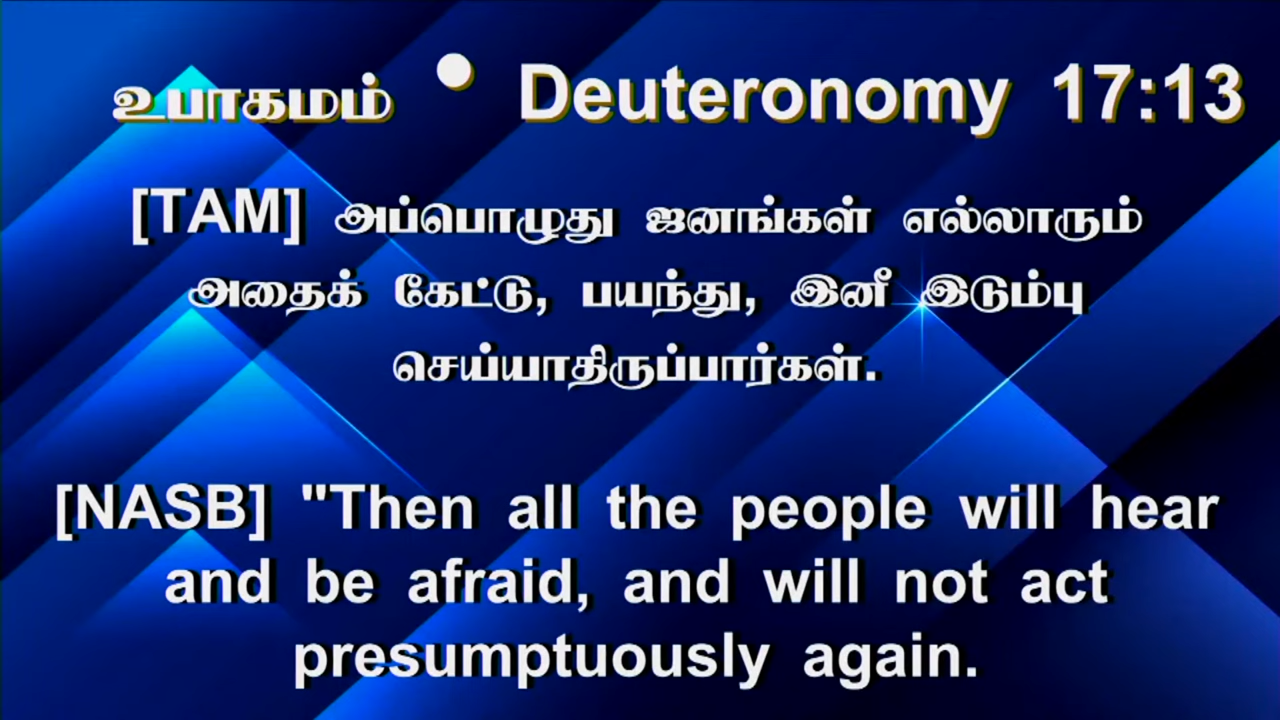 உபாகமம் • Deuteronomy 17:13
[TAM] அப்பொழுது ஜனங்கள் எல்லாரும்
அதைக் கேட்டு, பயந்து, இனீ இடும்பு
செய்யாதிருப்பார்கள்.
[NASB] "Then all the people will hear
and be afraid, and will not act
presumptuously again.